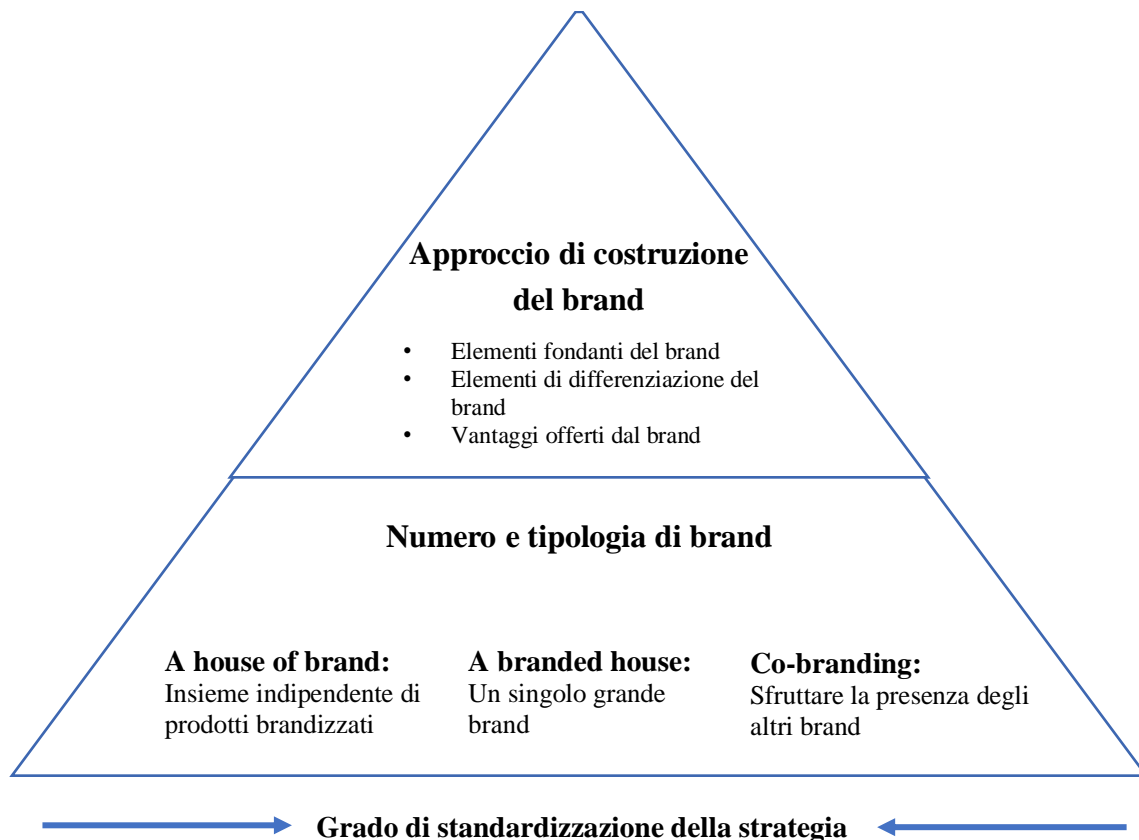 Approccio di costruzione
del brand
• Elementi fondanti del brand
• Elementi di differenziazione del
brand
• Vantaggi offerti dal brand
Numero e tipologia di brand
A house of brand:
Insieme indipendente di
prodotti brandizzati
A branded house:
Un singolo grande
brand
Co-branding:
Sfruttare la presenza degli
altri brand
Grado di standardizzazione della strategia